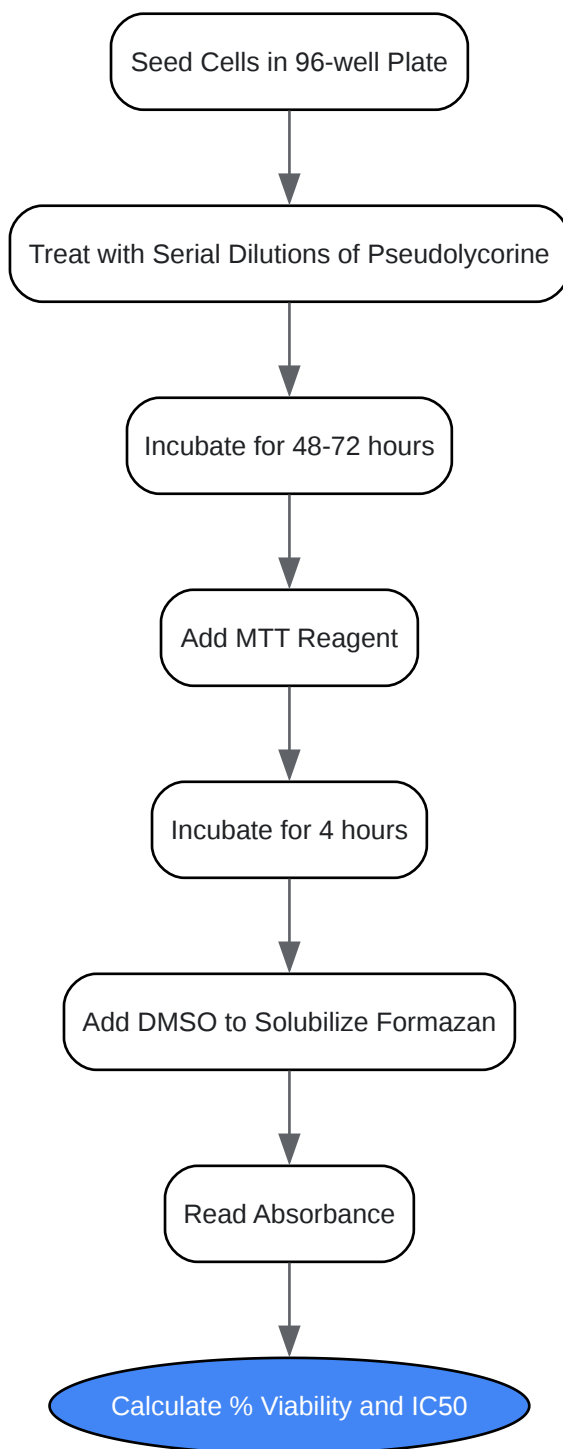 Seed Cells in 96-well Plate
Treat with Serial Dilutions of Pseudolycorine
Incubate for 48-72 hours
Add MTT Reagent
Incubate for 4 hours
Add DMSO to Solubilize Formazan
Read Absorbance
Calculate % Viability and IC50